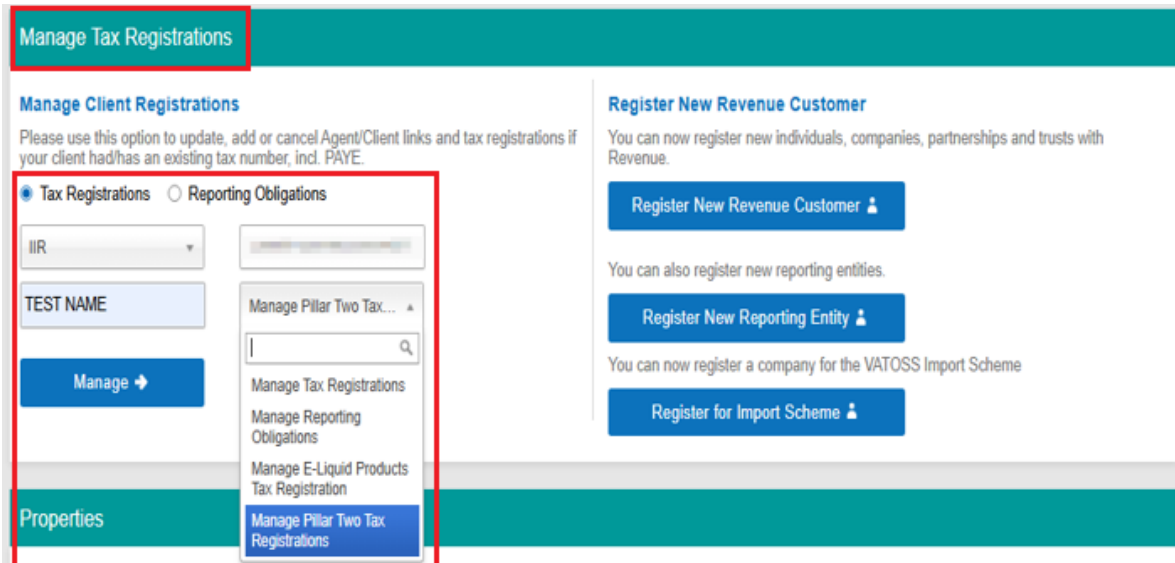 Manage Tax Registrations
Manage Client Registrations
Please use this option to update, add or cancel Agent/Client links and tax registrations if
your client had/has an existing tax number, incl. PAYE.
Tax Registrations
Reporting Obligations
IIR
TEST NAME
Manage Pillar Two Tax...
Manage Tax Registrations
Manage Reporting
Obligations
Manage E-Liquid Products
Tax Registration
Manage Pillar Two Tax
Registrations
Manage
Register New Revenue Customer
You can now register new individuals, companies, partnerships and trusts with
Revenue.
Register New Revenue Customer
You can also register new reporting entities.
Register New Reporting Entity
You can now register a company for the VATOSS Import Scheme
Register for Import Scheme
Properties